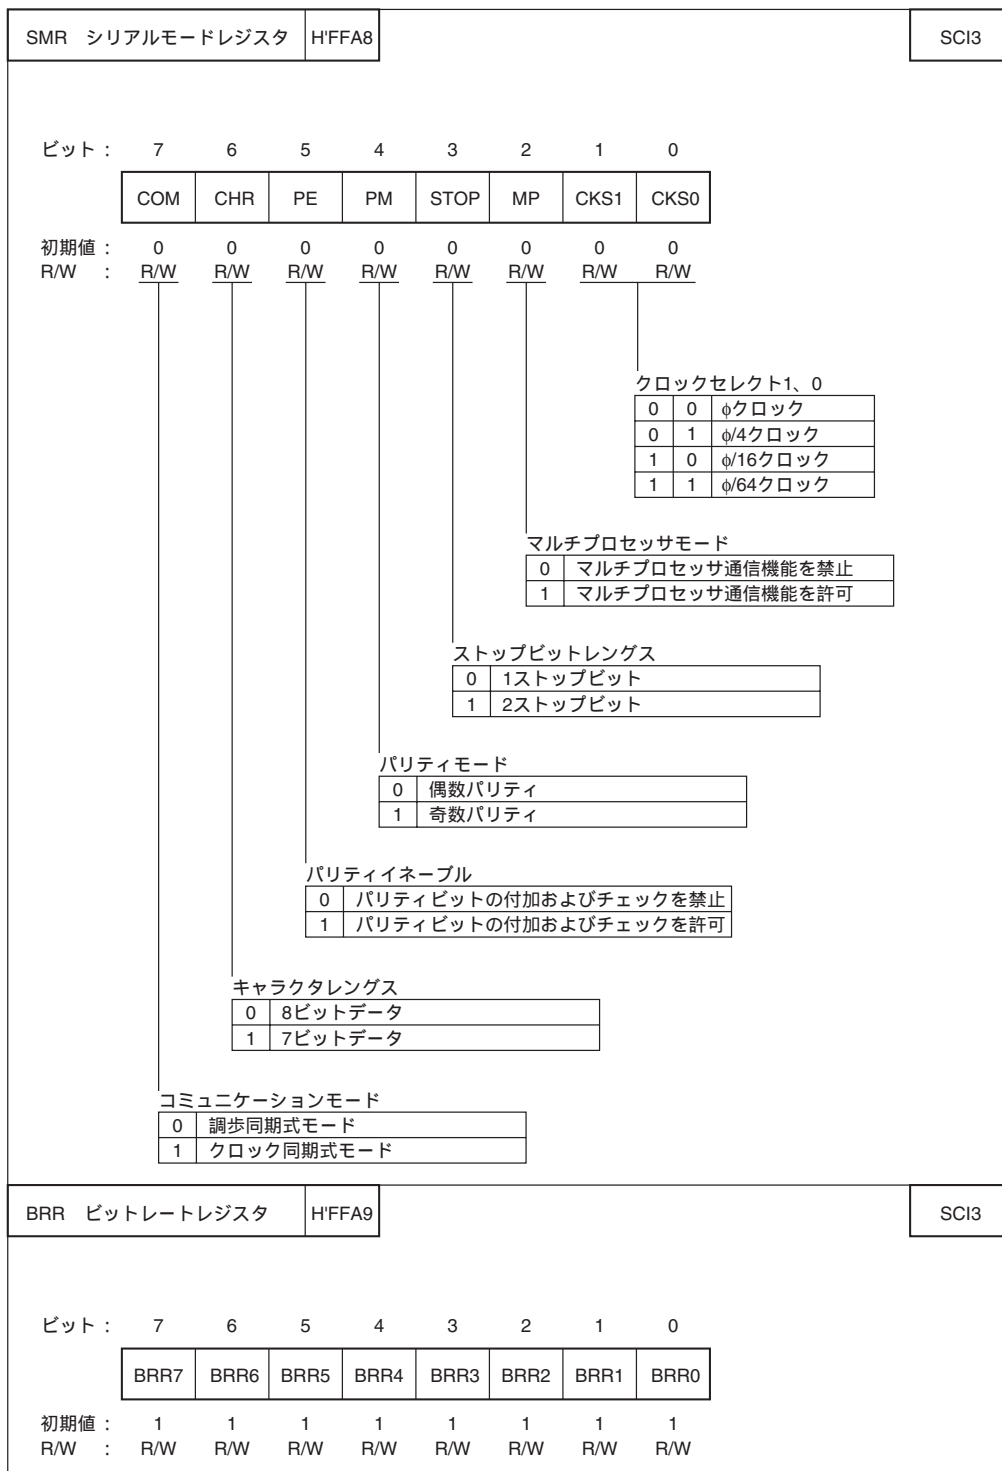 SMR　シリアルモードレジスタ　H'FFA8　SCI3
ビット： 7 6 5 4 3 2 1 0
COM CHR PE PM STOP MP CKS1 CKS0
初期値： 0 0 0 0 0 0 0 0
R/W ： R/W R/W R/W R/W R/W R/W R/W R/W
クロックセレクト1、0
0 0 φクロック
0 1 φ/4クロック
1 0 φ/16クロック
1 1 φ/64クロック
マルチプロセッサモード
0 マルチプロセッサ通信機能を禁止
1 マルチプロセッサ通信機能を許可
ストップビットレングス
0 1ストップビット
1 2ストップビット
パリティモード
0 偶数パリティ
1 奇数パリティ
パリティイネーブル
0 パリティビットの付加およびチェックを禁止
1 パリティビットの付加およびチェックを許可
キャラクタレングス
0 8ビットデータ
1 7ビットデータ
コミュニケーションモード
0 調歩同期式モード
1 クロック同期式モード
BRR　ビットレートレジスタ　H'FFA9　SCI3
ビット： 7 6 5 4 3 2 1 0
BRR7 BRR6 BRR5 BRR4 BRR3 BRR2 BRR1 BRR0
初期値： 1 1 1 1 1 1 1 1
R/W ： R/W R/W R/W R/W R/W R/W R/W R/W